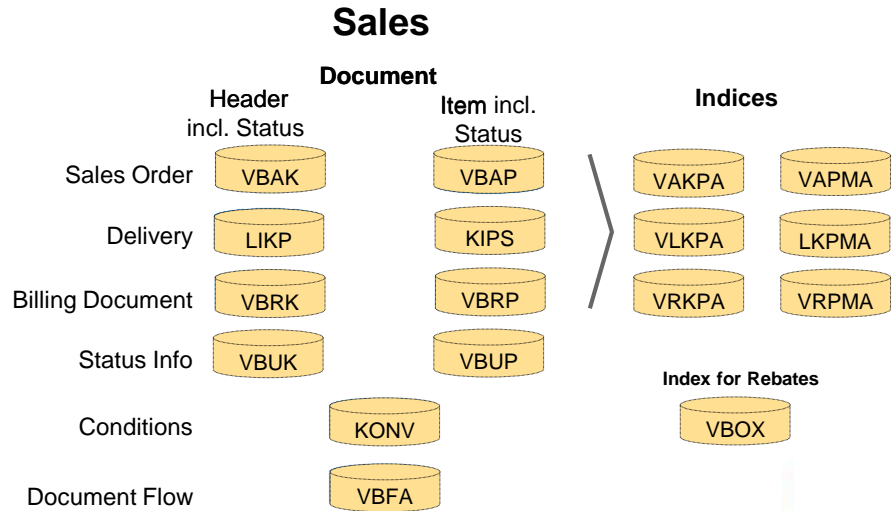 Sales
Document
Header
incl. Status
Item incl.
Status
Indices
Sales Order VBAK VBAP VAKPA VAPMA
Delivery LIKP KIPS VLKPA LKPMA
Billing Document VBRK VBRP VRKPA VRPMA
Status Info VBUK VBUP
Index for Rebates
Conditions KONV VBOX
Document Flow VBFA